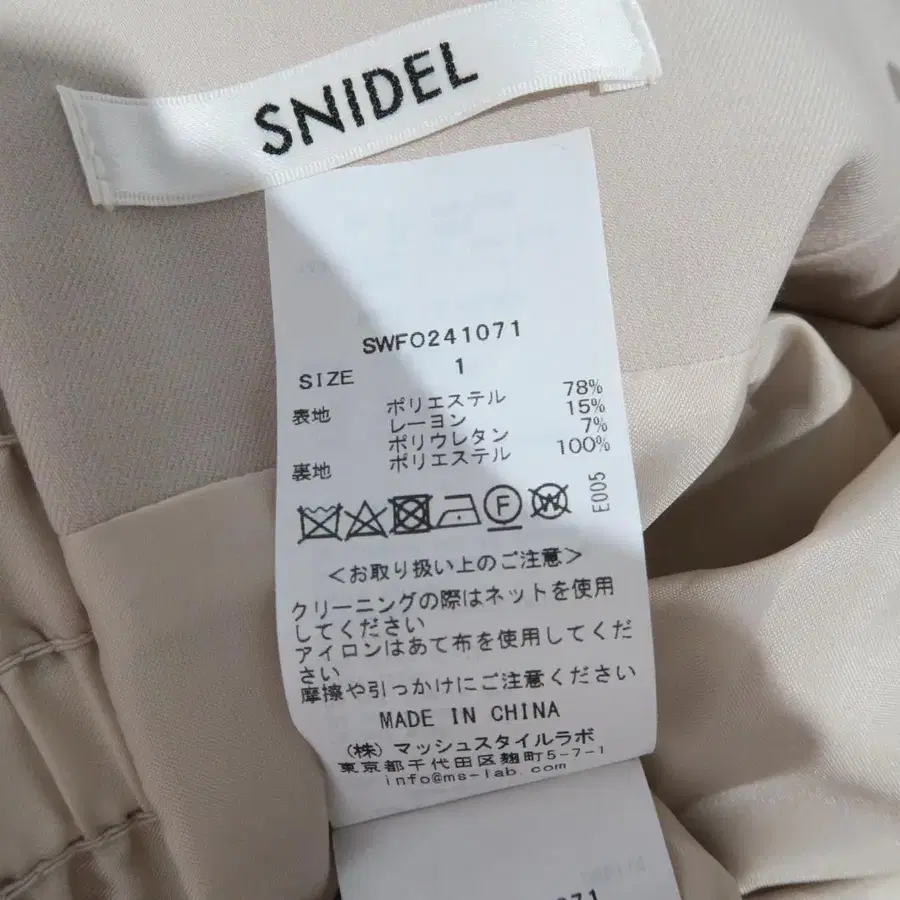 SNIDEL
SWFO241071
SIZE 1
表地 ポリエステル 78%
レーヨン 15%
ポリウレタン 7%
裏地 ポリエステル 100%
F W
E005
<お取り扱い上のご注意>
クリーニングの際はネットを使用
してください
アイロンはあて布を使用してくだ
さい
摩擦や引っかけにご注意ください
MADE IN CHINA
(株)マッシュスタイルラボ
東京都千代田区麹町5-7-1
info@ms-lab.com